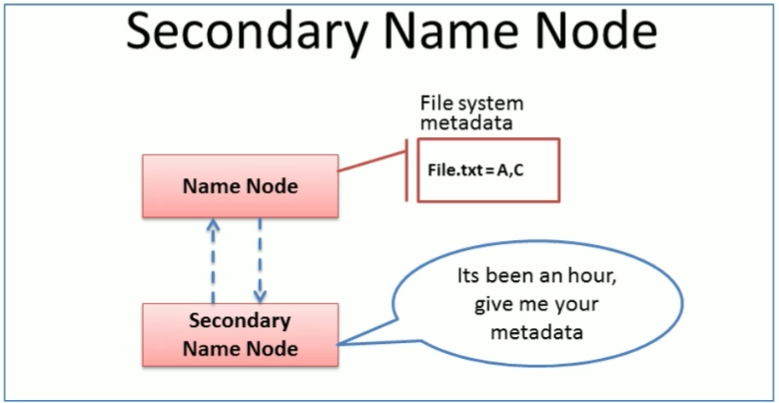 Secondary Name Node
File system
metadata
File.txt = A,C
Name Node
Its been an hour,
give me your
metadata
Secondary
Name Node